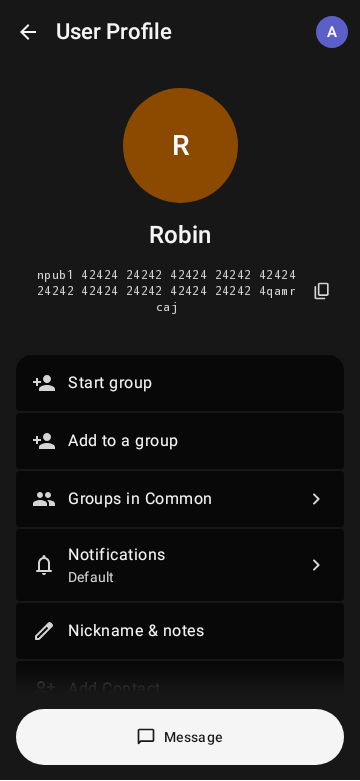 User Profile
A
R
Robin
npub1 42424 24242 42424 24242 42424
24242 42424 24242 42424 24242 4qamr
caj
Start group
Add to a group
Groups in Common
Notifications
Default
Nickname & notes
Add Contact
Message